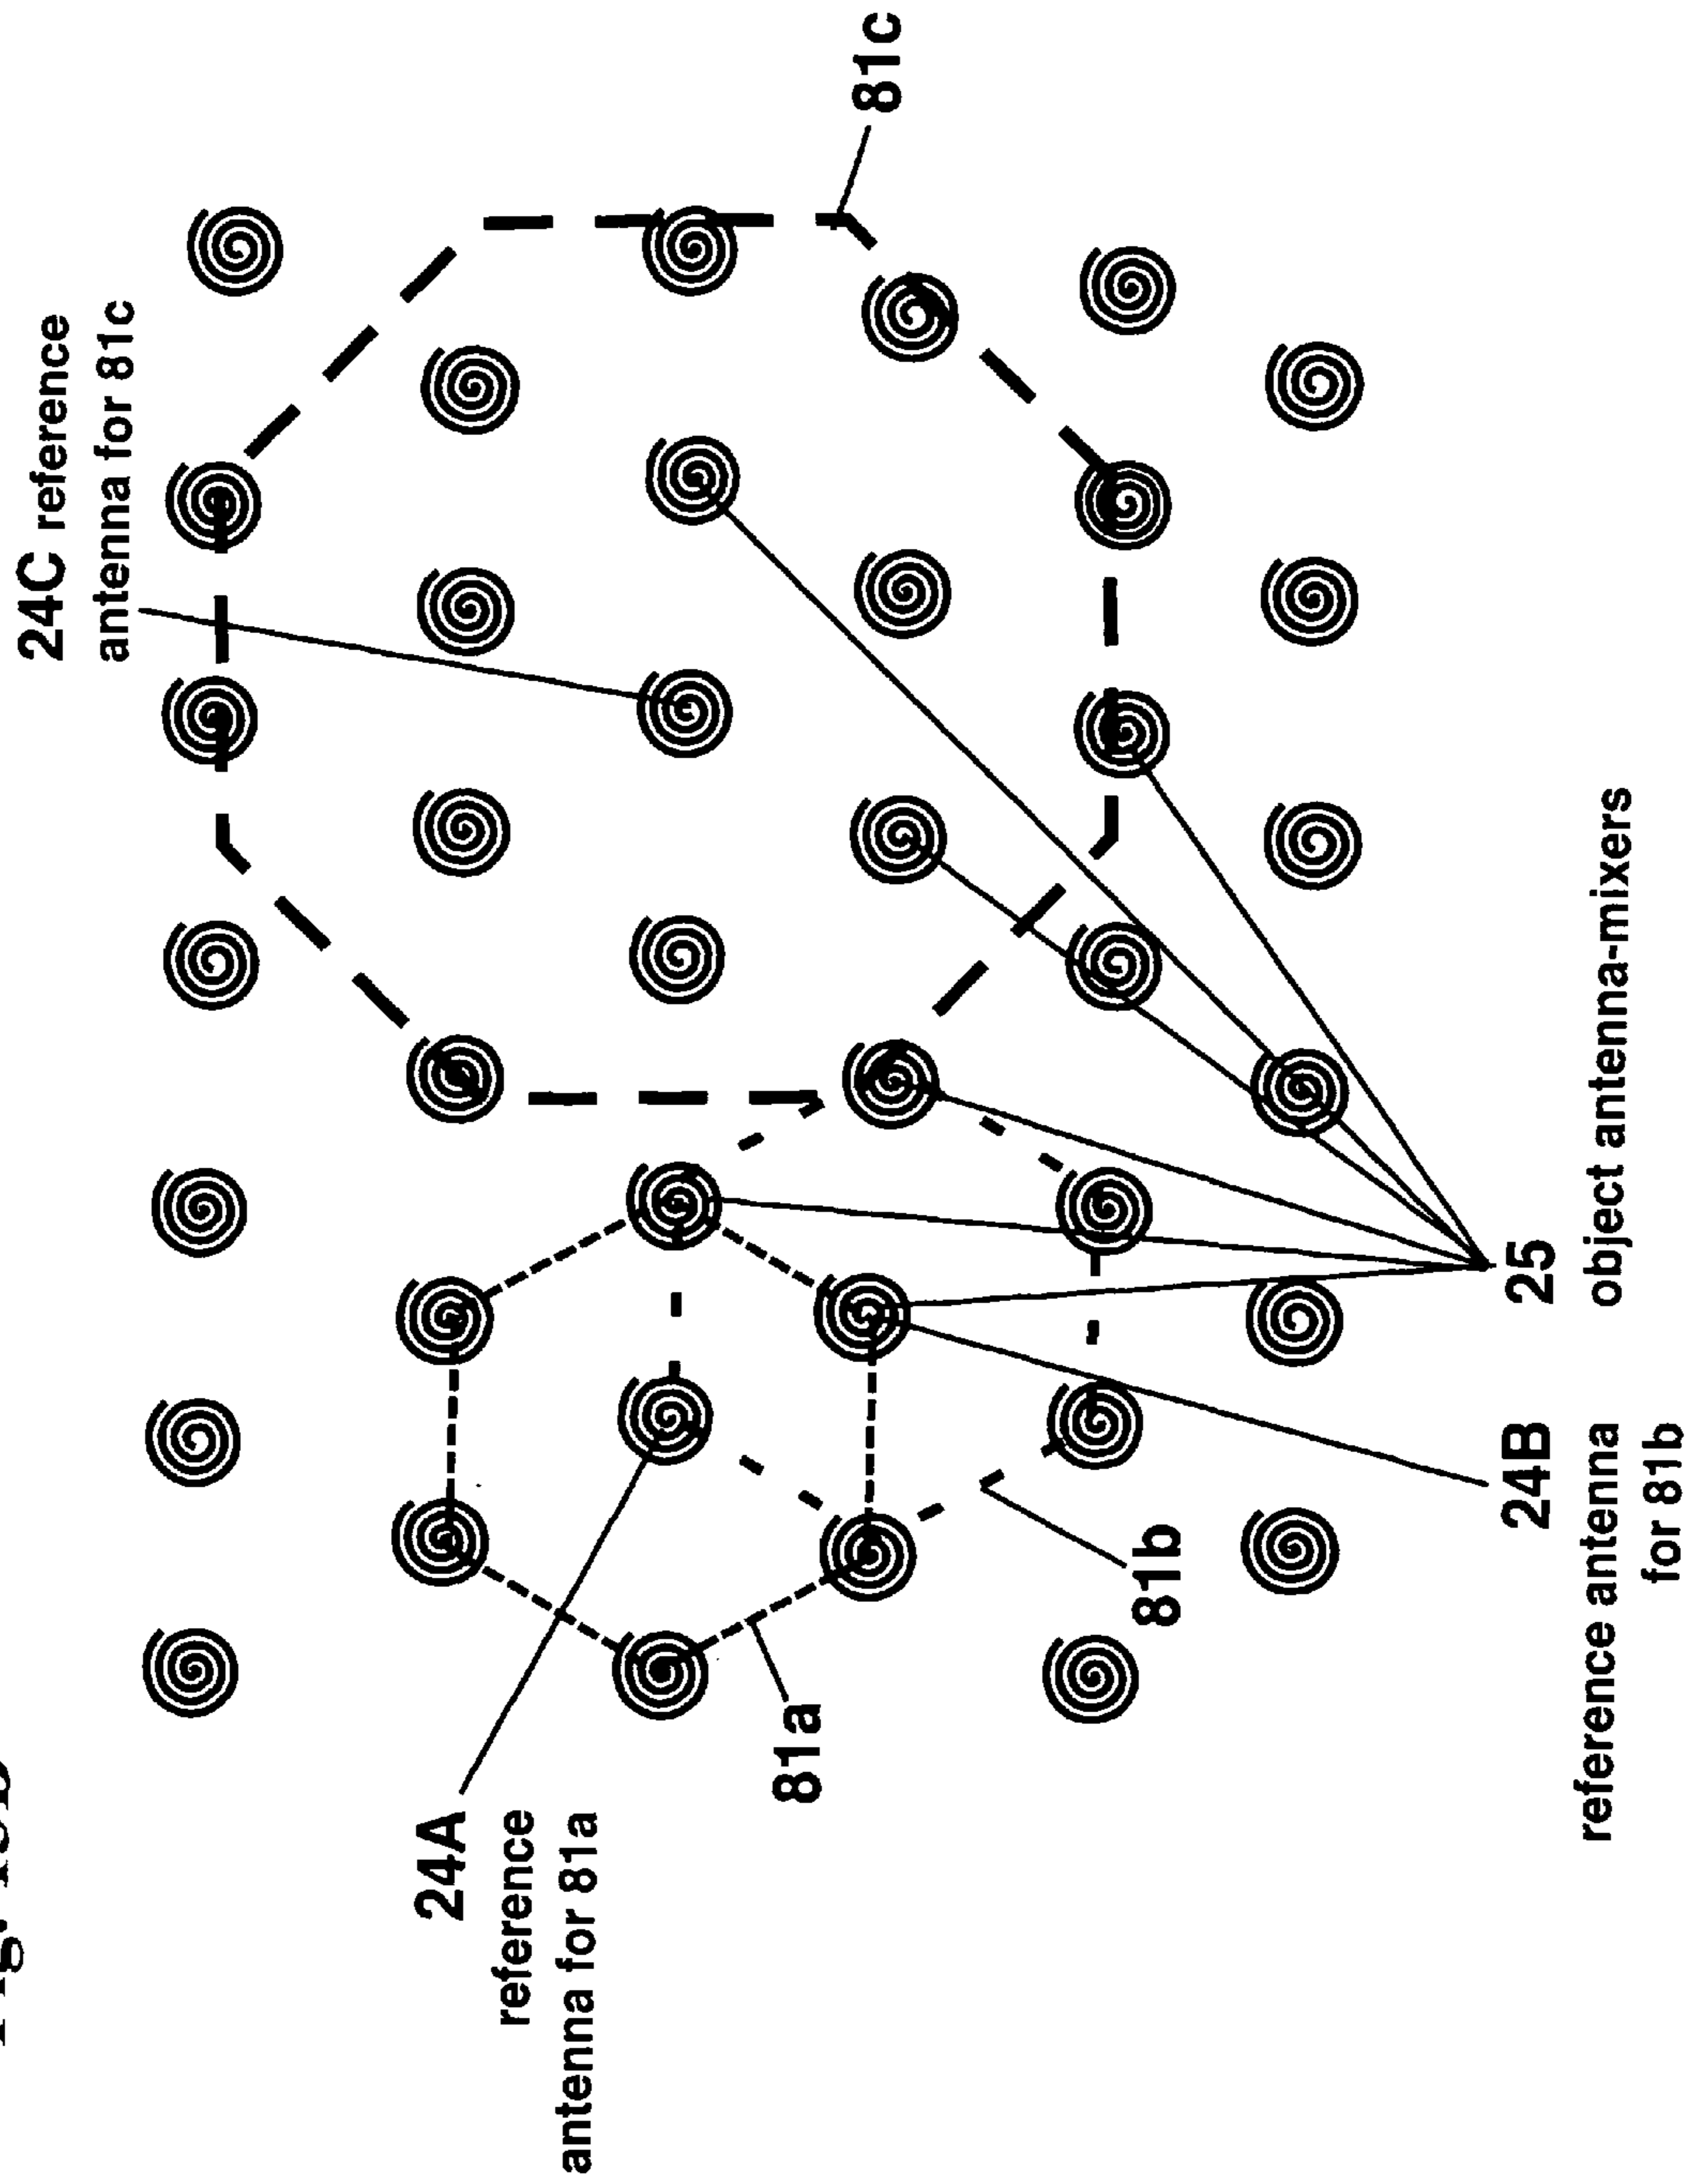 24C reference
antenna for 81c
81c
24A
reference
antenna for 81a
81a
81b
24B
reference antenna
for 81b
25
object antenna-mixers